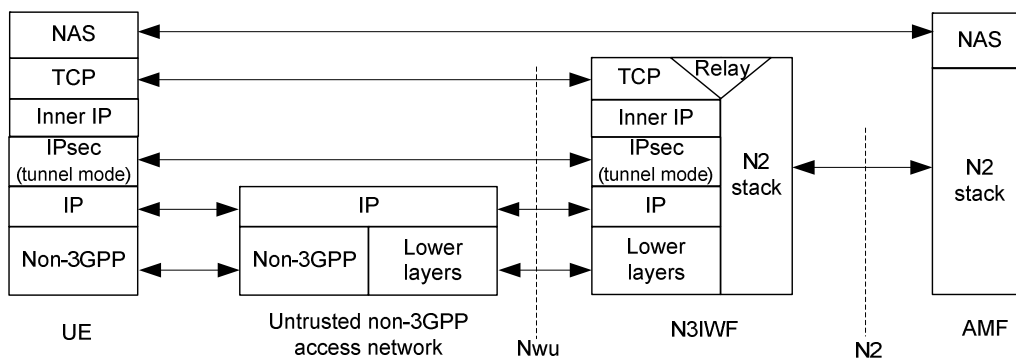 NAS
TCP
Inner IP
IPsec
(tunnel mode)
IP
Non-3GPP
UE
IP
Non-3GPP
Lower
layers
Untrusted non-3GPP
access network
Nwu
TCP
Relay
Inner IP
IPsec
(tunnel mode)
IP
Lower
layers
N2
stack
N3IWF
N2
NAS
N2
stack
AMF